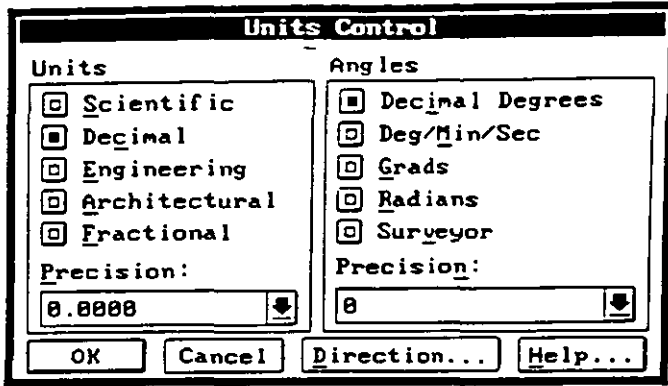 Units Control
Units
Scientific
Decimal
Engineering
Architectural
Fractional
Precision:
0.0000
Angles
Decimal Degrees
Deg/Min/Sec
Grads
Radians
Surveyor
Precision:
0
OK
Cancel
Direction...
Help...